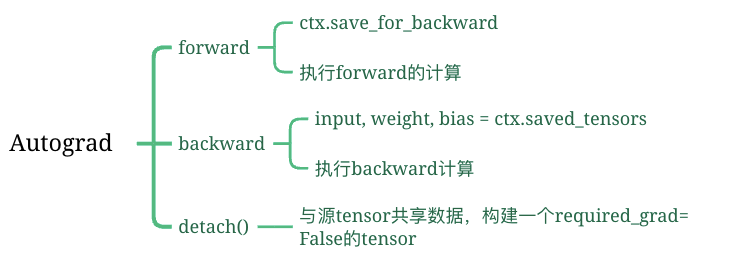 Autograd
forward
ctx.save_for_backward
执行forward的计算
backward
input, weight, bias = ctx.saved_tensors
执行backward计算
detach()
与源tensor共享数据，构建一个required_grad=
False的tensor